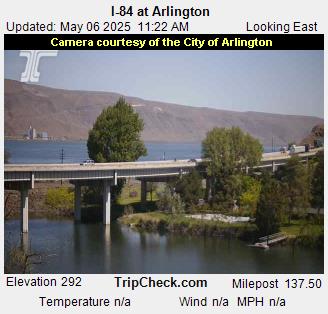 I-84 at Arlington
Updated: May 06 2025 11:22 AM Looking East
Camera courtesy of the City of Arlington
Elevation 292 TripCheck.com Milepost 137.50
Temperature n/a Wind n/a MPH n/a